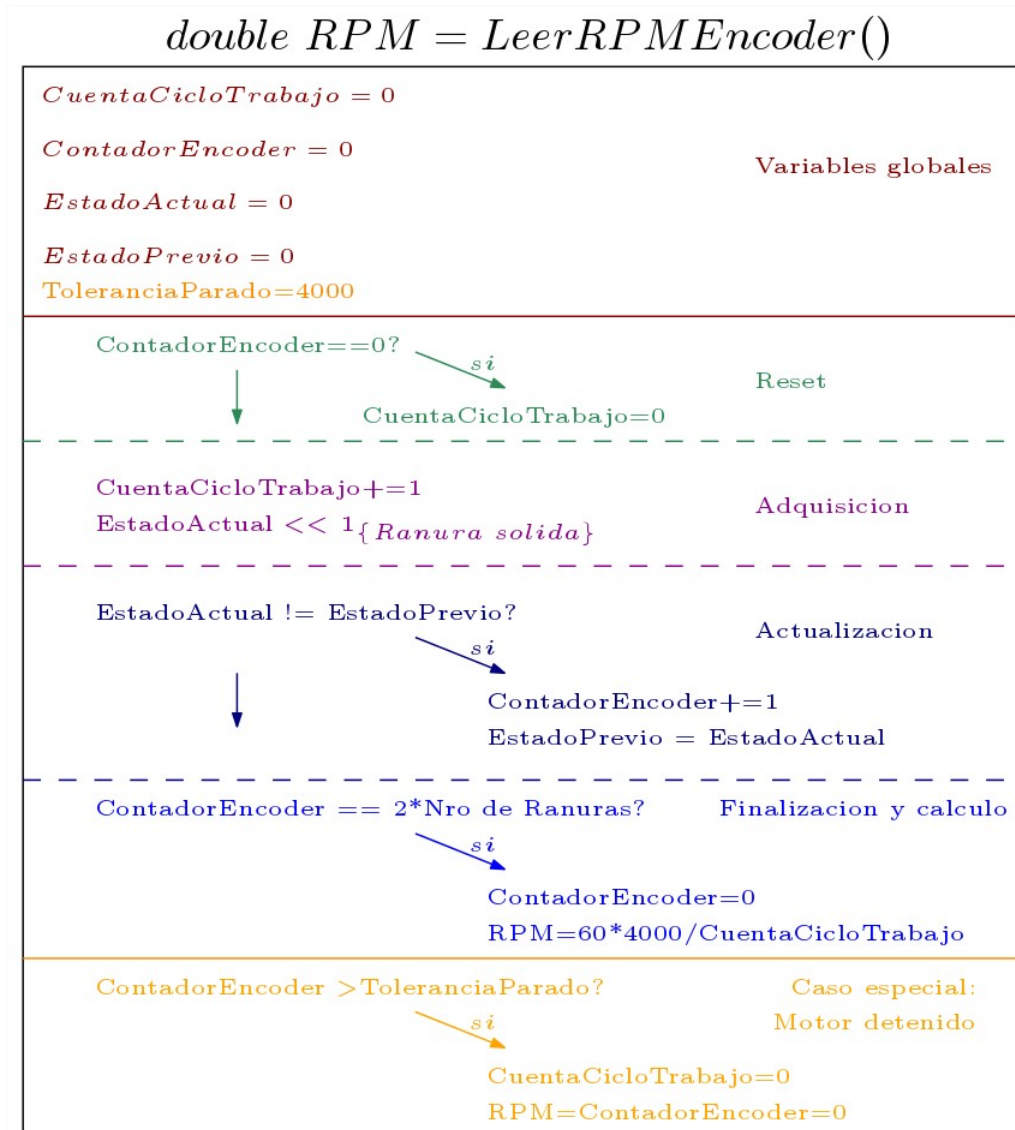 double RPM = LeerRPMEncoder()
CuentaCicloTrabajo = 0
ContadorEncoder = 0
Variables globales
EstadoActual = 0
EstadoPrevio = 0
ToleranciaParado=4000
ContadorEncoder==0?
si
Reset
CuentaCicloTrabajo=0
CuentaCicloTrabajo+=1
Adquisicion
EstadoActual << 1{Ranura solida}
EstadoActual != EstadoPrevio?
Actualizacion
si
ContadorEncoder+=1
EstadoPrevio = EstadoActual
ContadorEncoder == 2*Nro de Ranuras?
Finalizacion y calculo
si
ContadorEncoder=0
RPM=60*4000/CuentaCicloTrabajo
ContadorEncoder >ToleranciaParado?
Caso especial:
Motor detenido
si
CuentaCicloTrabajo=0
RPM=ContadorEncoder=0